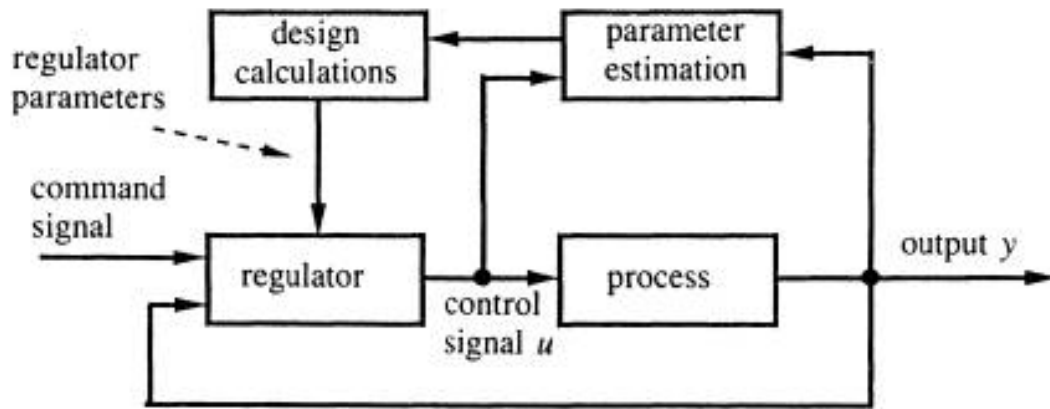 design
calculations
parameter
estimation
regulator
parameters
command
signal
regulator
process
output y
control
signal u